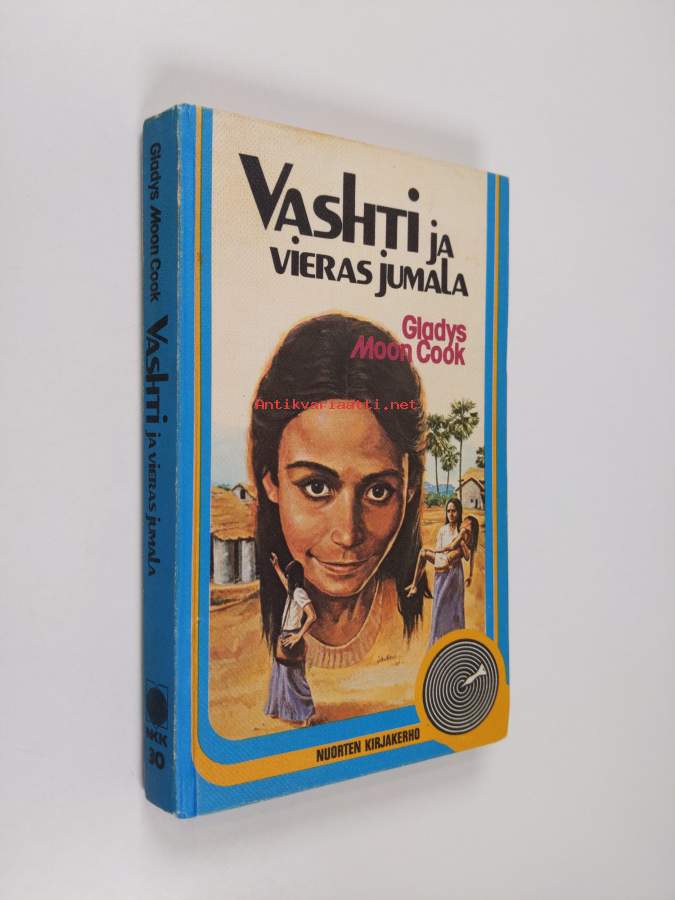 VASHTI ja
VIERAS jUMALA
Gladys
Moon Cook
Antikvariaatti.net
NUORTEN KIRJAKERHO
Gladys Moon Cook VASHTI ja VIERAS jUMALA
NKK
30